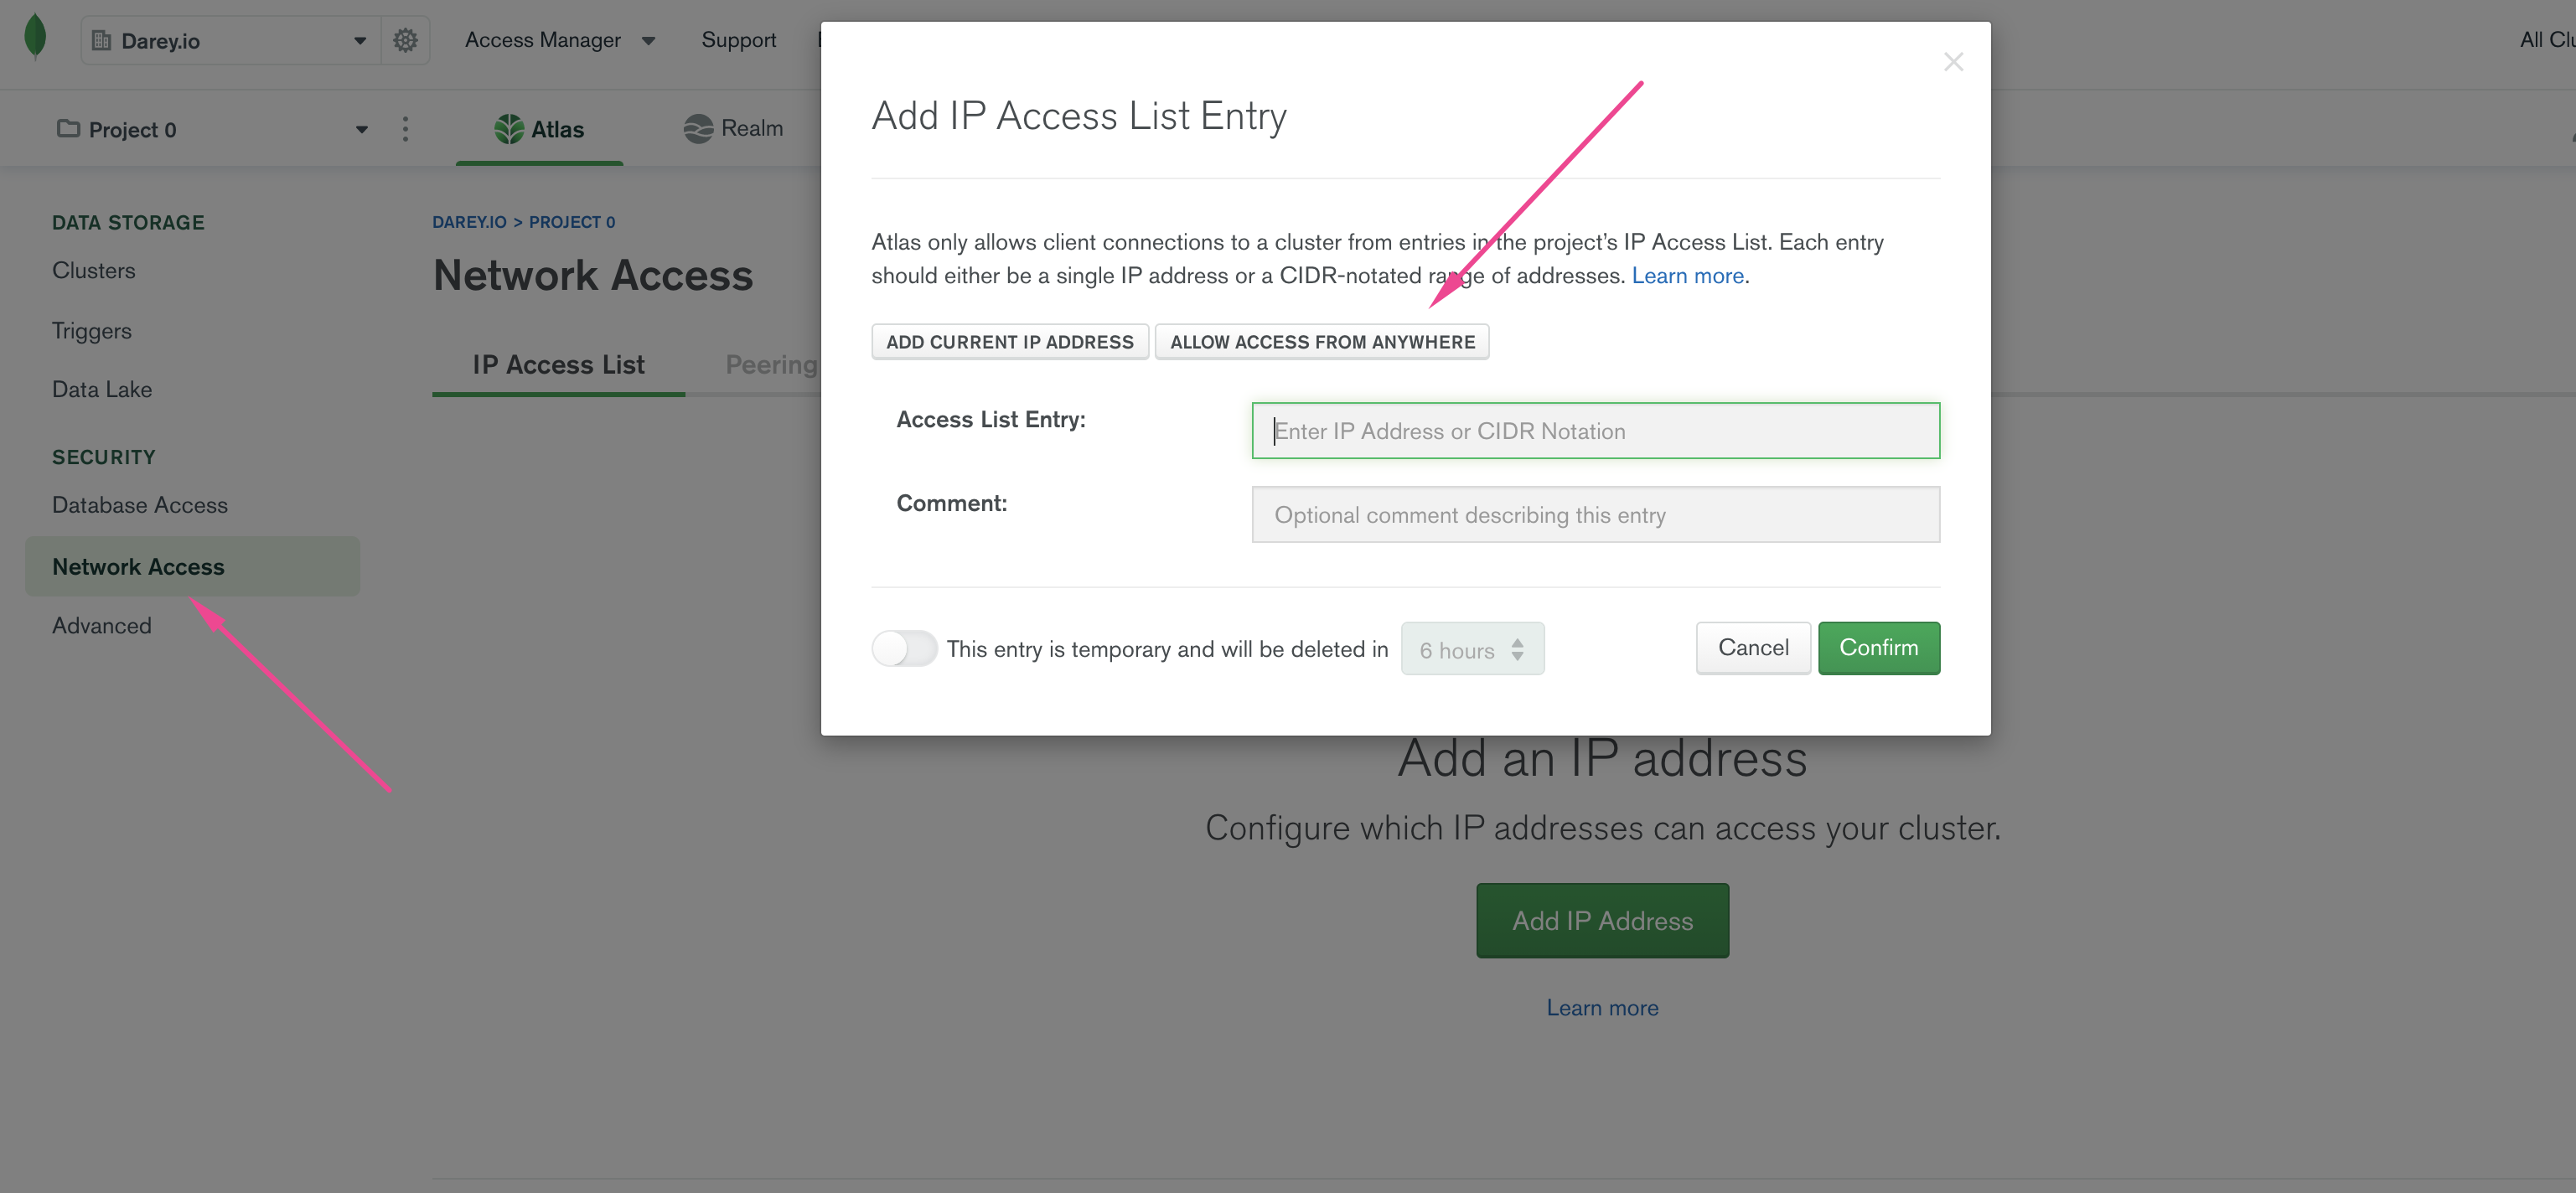 Darey.io
Access Manager
Support
All Clu
Project 0
Atlas
Realm
DATA STORAGE
Clusters
Triggers
Data Lake
SECURITY
Database Access
Network Access
Advanced
DAREY.IO > PROJECT 0
Network Access
IP Access List
Peering
Add IP Access List Entry
Atlas only allows client connections to a cluster from entries in the project's IP Access List. Each entry
should either be a single IP address or a CIDR-notated range of addresses. Learn more.
ADD CURRENT IP ADDRESS
ALLOW ACCESS FROM ANYWHERE
Access List Entry:
Enter IP Address or CIDR Notation
Comment:
Optional comment describing this entry
This entry is temporary and will be deleted in
6 hours
Cancel
Confirm
Add an IP address
Configure which IP addresses can access your cluster.
Add IP Address
Learn more